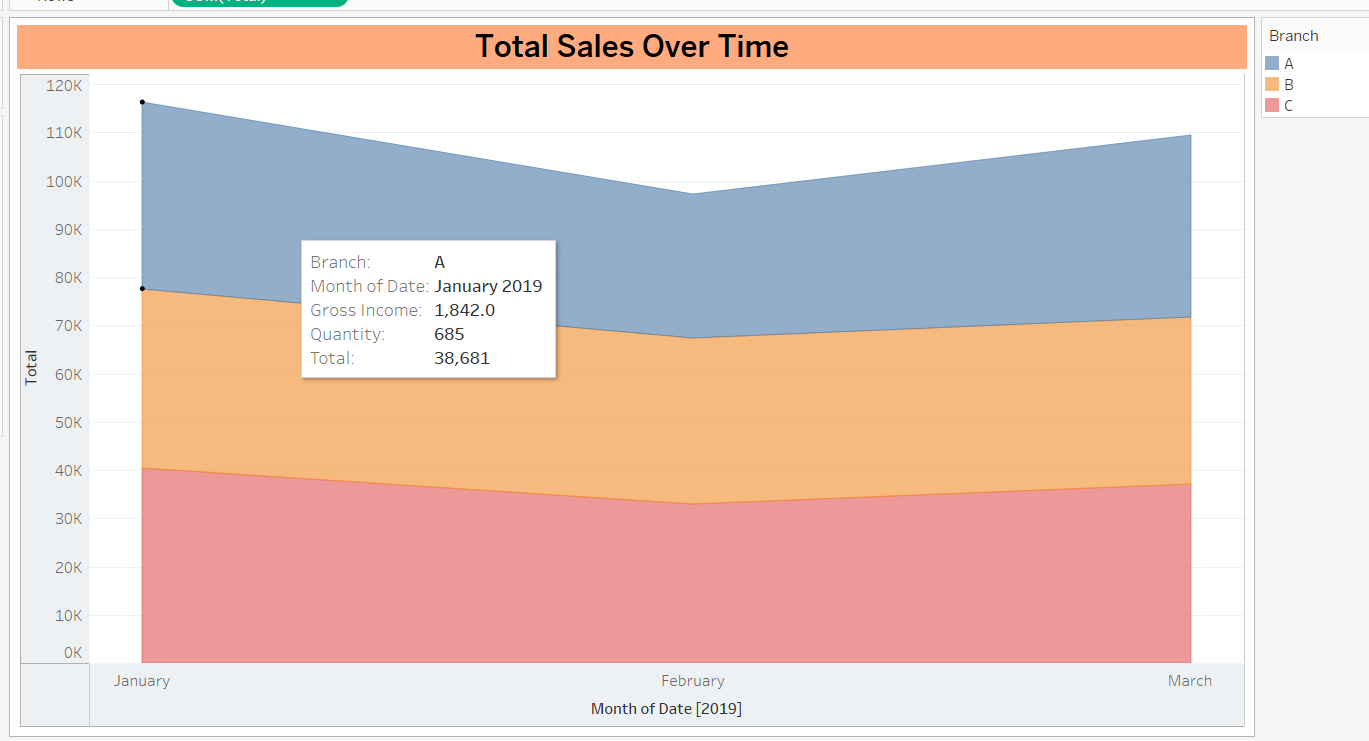 Total Sales Over Time
Branch
A
B
C
120K
110K
100K
90K
80K
70K
60K
50K
40K
30K
20K
10K
0K
Total
Branch: A
Month of Date: January 2019
Gross Income: 1,842.0
Quantity: 685
Total: 38,681
January February March
Month of Date [2019]